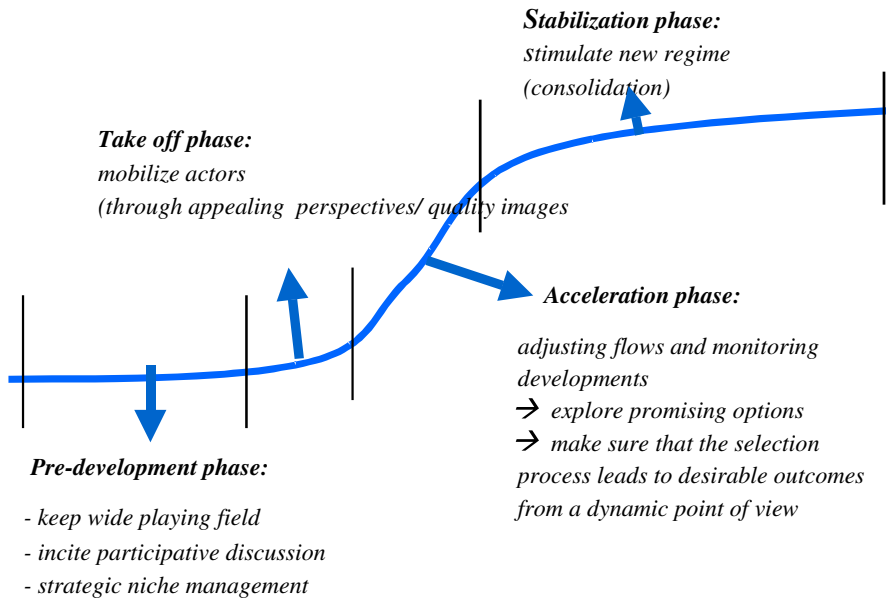 Stabilization phase:
stimulate new regime
(consolidation)
Take off phase:
mobilize actors
(through appealing perspectives/ quality images
Acceleration phase:
adjusting flows and monitoring
developments
→ explore promising options
→ make sure that the selection
process leads to desirable outcomes
from a dynamic point of view
Pre-development phase:
- keep wide playing field
- incite participative discussion
- strategic niche management